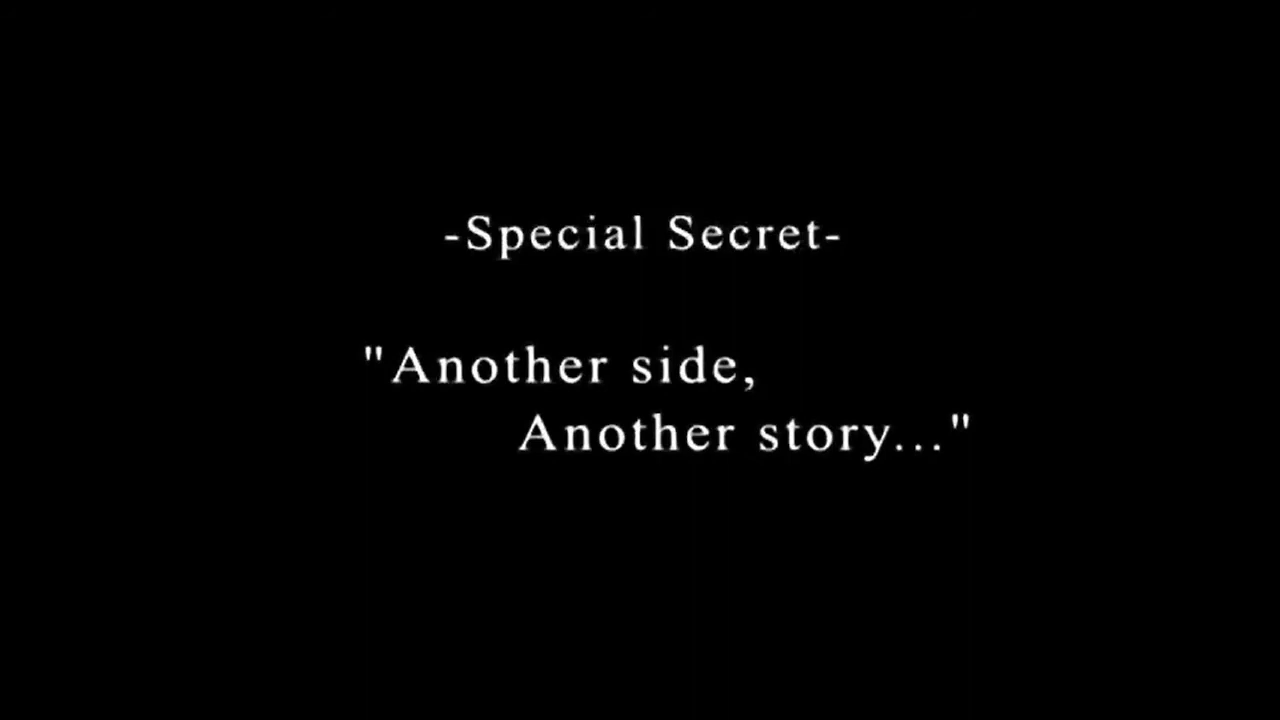 -Special Secret-
"Another side,
Another story..."